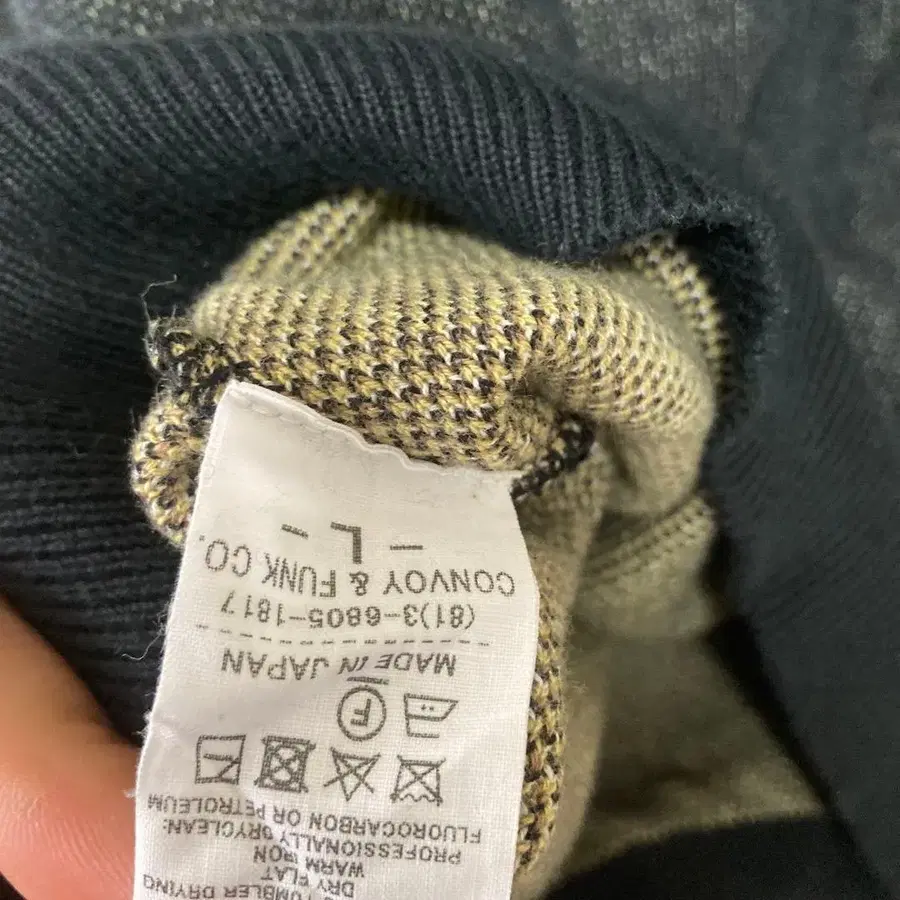 TUMBLER DRYING
DRY FLAT
WARM IRON
PROFESSIONALLY DRYCLEAN:
FLUOROCARBON OR PETROLEUM
F
MADE IN JAPAN
(81)3-6805-1817
CONVOY & FUNK CO.
- L -